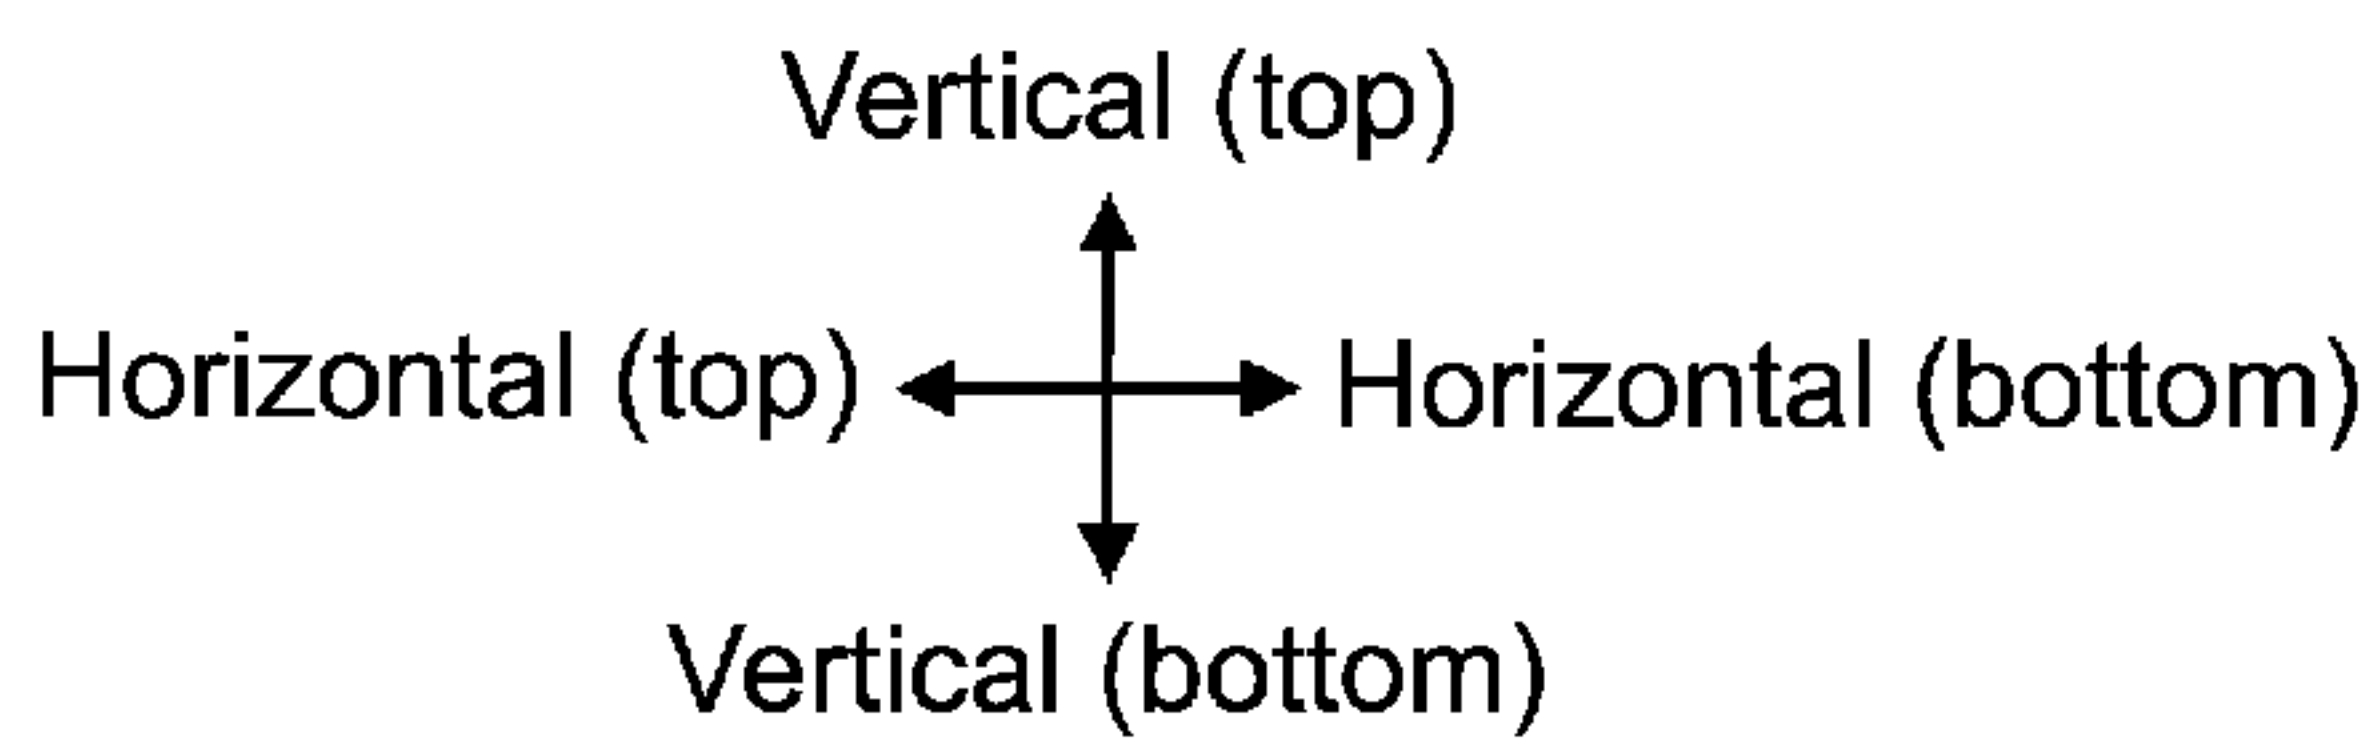 Vertical (top)
Horizontal (top)
Horizontal (bottom)
Vertical (bottom)